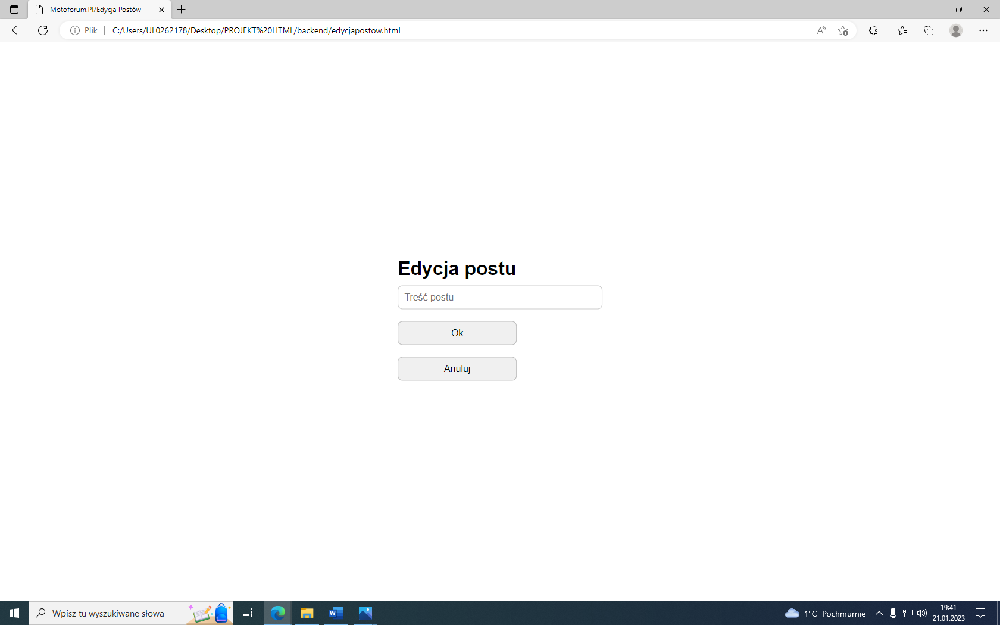 Motoforum.Pl/Edycja Postów
Plik
C:/Users/UL0262178/Desktop/PROJEKT%20HTML/backend/edycjapostow.html
Edycja postu
Treść postu
Ok
Anuluj
Wpisz tu wyszukiwane słowa
1°C Pochmurnie
19:41
21.01.2023